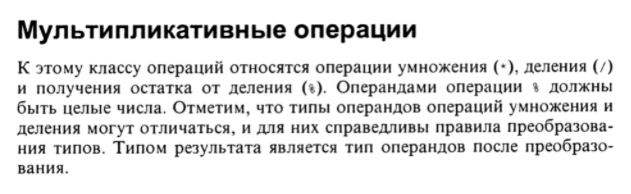 Мультипликативные операции
К этому классу операций относятся операции умножения (*), деления (/)
и получения остатка от деления (%). Операндами операции % должны
быть целые числа. Отметим, что типы операндов операций умножения и
деления могут отличаться, и для них справедливы правила преобразова-
ния типов. Типом результата является тип операндов после преобразо-
вания.